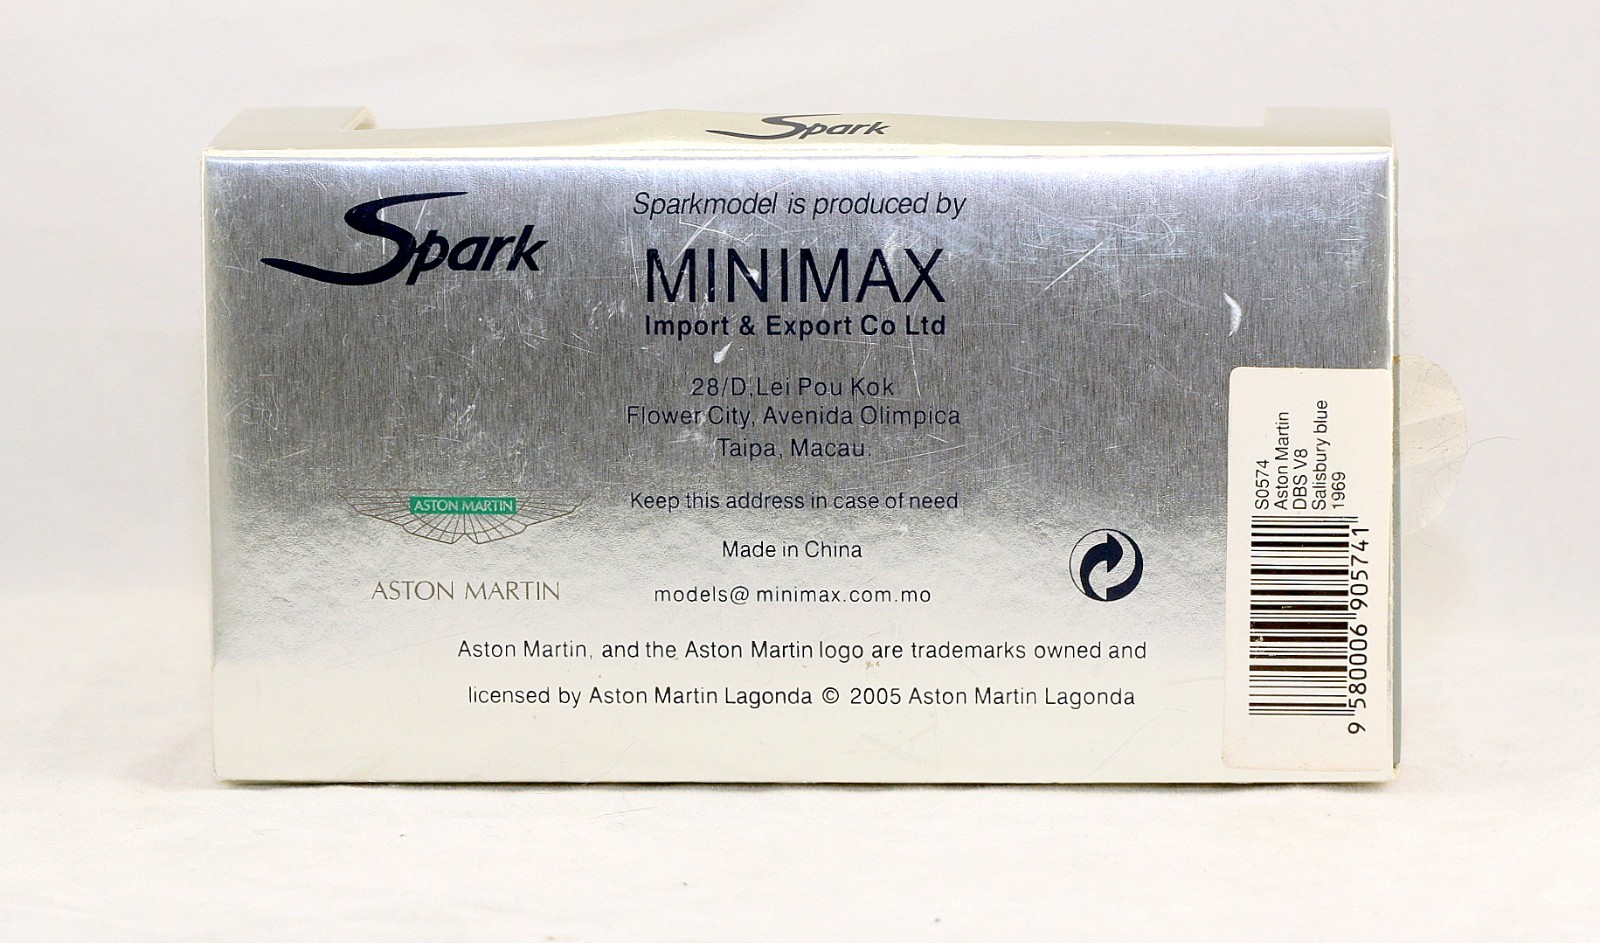 Spark
Spark
Sparkmodel is produced by
MINIMAX
Import & Export Co Ltd
28/D,Lei Pou Kok
Flower City, Avenida Olimpica
Taipa, Macau.
Keep this address in case of need
Made in China
models@minimax.com.mo
ASTON MARTIN
ASTON MARTIN
Aston Martin, and the Aston Martin logo are trademarks owned and
licensed by Aston Martin Lagonda © 2005 Aston Martin Lagonda
S0574
Aston Martin
DBS V8
Salisbury blue
1969
9 580006 905741